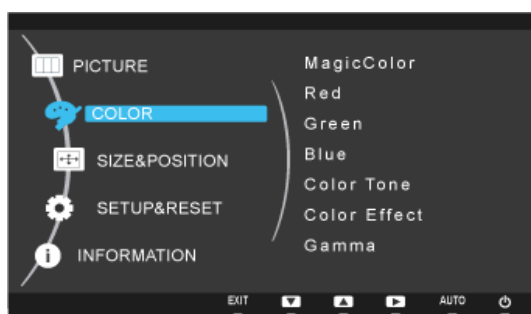 PICTURE
COLOR
SIZE&POSITION
SETUP&RESET
INFORMATION
MagicColor
Red
Green
Blue
Color Tone
Color Effect
Gamma
EXIT AUTO